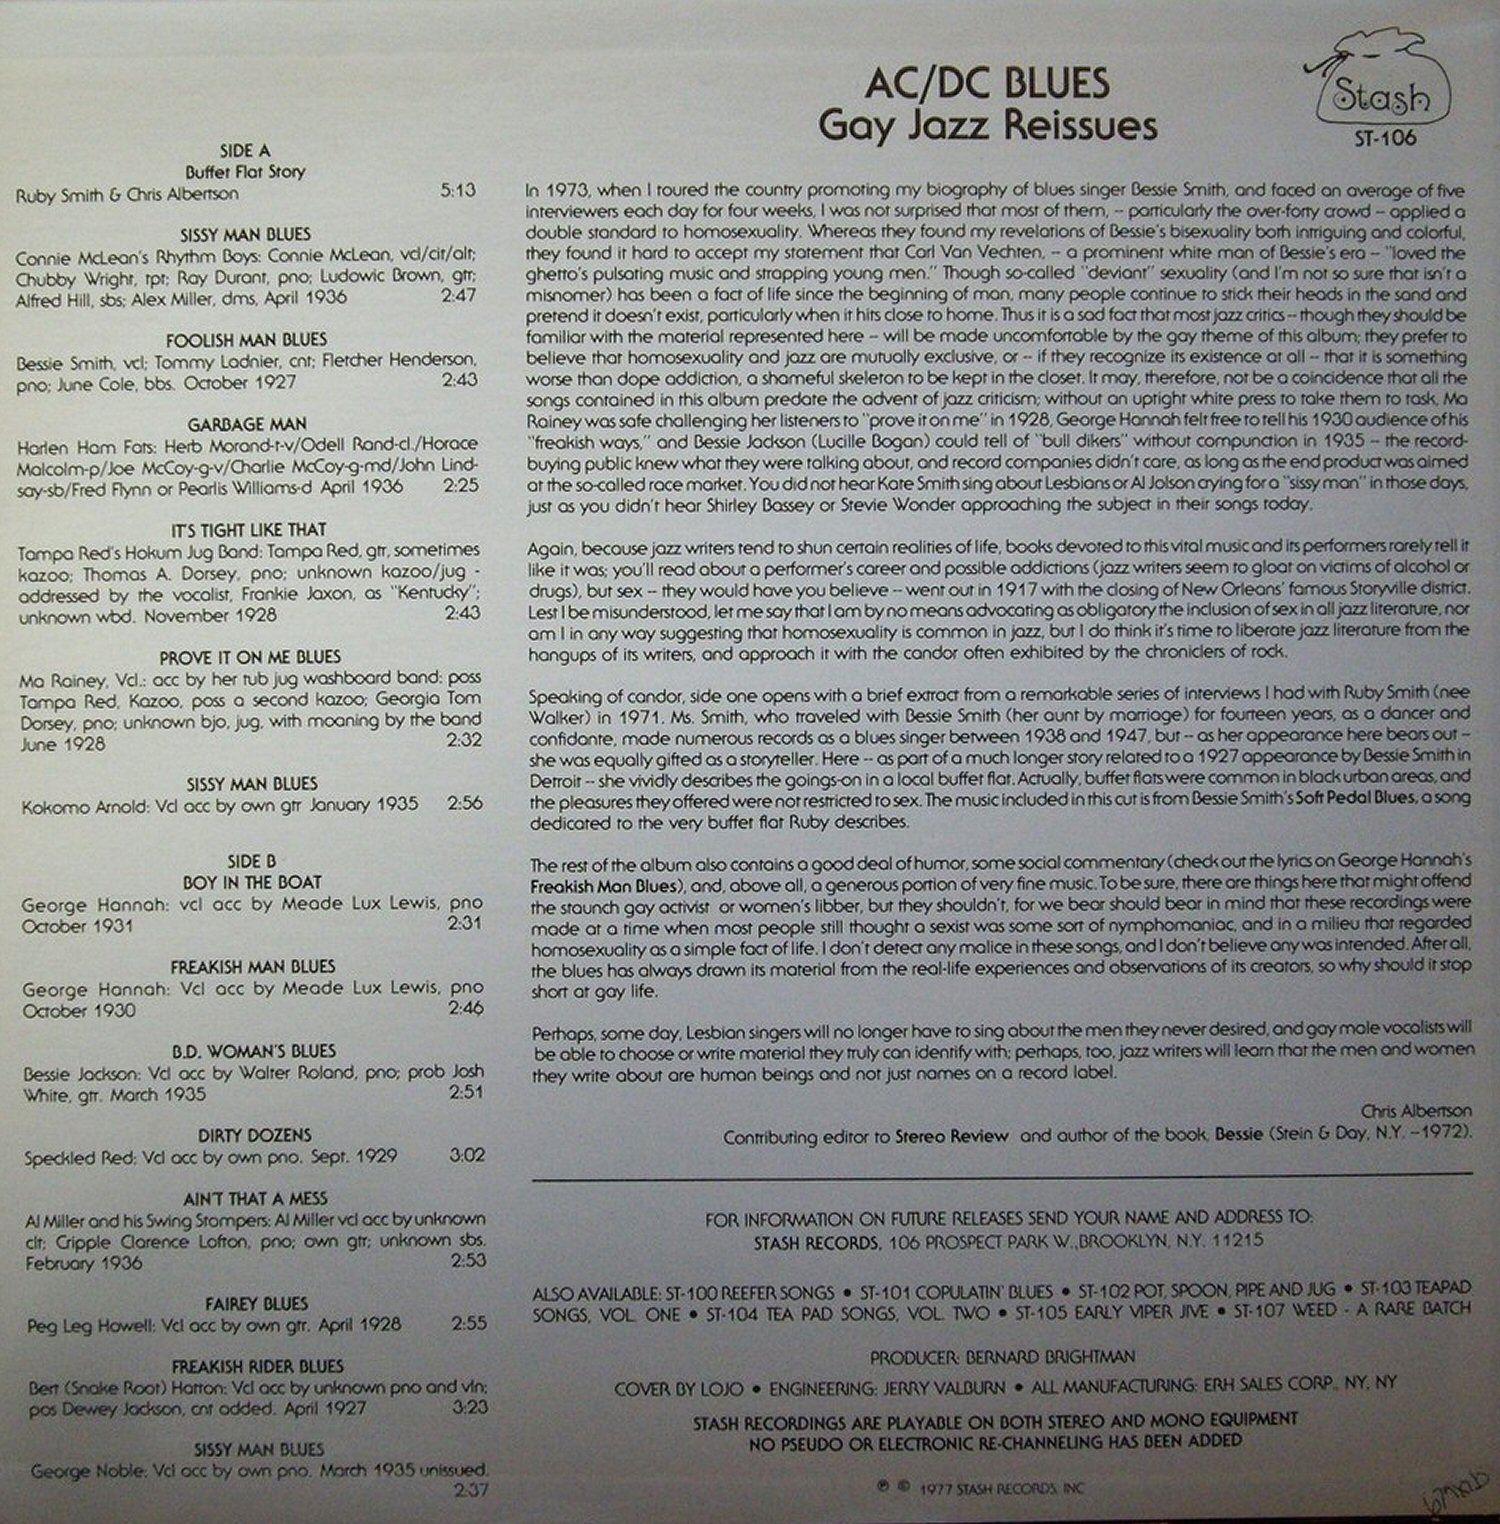 AC/DC BLUES
Gay Jazz Reissues
Stash
ST-106
SIDE A
Buffet Flat Story
Ruby Smith & Chris Albertson 5:13
SISSY MAN BLUES
Connie McLean's Rhythm Boys: Connie McLean, vcl/cit/alt;
Chubby Wright, tpt; Ray Durant, pno; Ludowic Brown, gtr;
Alfred Hill, sbs; Alex Miller, dms, April 1936 2:47
FOOLISH MAN BLUES
Bessie Smith, vcl; Tommy Ladnier, cnt; Fletcher Henderson,
pno; June Cole, bbs. October 1927 2:43
GARBAGE MAN
Harlen Ham Fats: Herb Morand-t-v/Odell Rand-cl./Horace
Malcolm-p/Joe McCoy-g-v/Charlie McCoy-g-md/John Lind-
say-sb/Fred Flynn or Pearlis Williams-d April 1936 2:25
IT'S TIGHT LIKE THAT
Tampa Red's Hokum Jug Band: Tampa Red, gtr, sometimes
kazoo; Thomas A. Dorsey, pno; unknown kazoo/jug -
addressed by the vocalist, Frankie Jaxon, as "Kentucky";
unknown wbd. November 1928 2:43
PROVE IT ON ME BLUES
Ma Rainey, Vcl.: acc by her tub jug washboard band: poss
Tampa Red, Kazoo, poss a second kazoo; Georgia Tom
Dorsey, pno; unknown bjo, jug, with moaning by the band
June 1928 2:32
SISSY MAN BLUES
Kokomo Arnold: Vcl acc by own gtr January 1935 2:56
SIDE B
BOY IN THE BOAT
George Hannah: vcl acc by Meade Lux Lewis, pno
October 1931 2:31
FREAKISH MAN BLUES
George Hannah: Vcl acc by Meade Lux Lewis, pno
October 1930 2:46
B.D. WOMAN'S BLUES
Bessie Jackson: Vcl acc by Walter Roland, pno; prob Josh
White, gtr. March 1935 2:51
DIRTY DOZENS
Speckled Red: Vcl acc by own pno. Sept. 1929 3:02
AIN'T THAT A MESS
Al Miller and his Swing Stompers: Al Miller vcl acc by unknown
clt; Cripple Clarence Lofton, pno; own gtr; unknown sbs.
February 1936 2:53
FAIREY BLUES
Peg Leg Howell: Vcl acc by own gtr. April 1928 2:55
FREAKISH RIDER BLUES
Bert (Snake Root) Hatton: Vcl acc by unknown pno and vln;
pos Dewey Jackson, cnt added. April 1927 3:23
SISSY MAN BLUES
George Noble: Vcl acc by own pno. March 1935 unissued.
2:37
In 1973, when I toured the country promoting my biography of blues singer Bessie Smith, and faced an average of five
interviewers each day for four weeks, I was not surprised that most of them, -- particularly the over-forty crowd -- applied a
double standard to homosexuality. Whereas they found my revelations of Bessie's bisexuality both intriguing and colorful,
they found it hard to accept my statement that Carl Van Vechten, -- a prominent white man of Bessie's era -- "loved the
ghetto's pulsating music and strapping young men." Though so-called "deviant" sexuality (and I'm not so sure that isn't a
misnomer) has been a fact of life since the beginning of man, many people continue to stick their heads in the sand and
pretend it doesn't exist, particularly when it hits close to home. Thus it is a sad fact that most jazz critics -- though they should be
familiar with the material represented here -- will be made uncomfortable by the gay theme of this album; they prefer to
believe that homosexuality and jazz are mutually exclusive, or -- if they recognize its existence at all -- that it is something
worse than dope addiction, a shameful skeleton to be kept in the closet. It may, therefore, not be a coincidence that all the
songs contained in this album predate the advent of jazz criticism; without an uptight white press to take them to task, Ma
Rainey was safe challenging her listeners to "prove it on me" in 1928, George Hannah felt free to tell his 1930 audience of his
"freakish ways," and Bessie Jackson (Lucille Bogan) could tell of "bull dikers" without compunction in 1935 -- the record-
buying public knew what they were talking about, and record companies didn't care, as long as the end product was aimed
at the so-called race market. You did not hear Kate Smith sing about Lesbians or Al Jolson crying for a "sissy man" in those days,
just as you didn't hear Shirley Bassey or Stevie Wonder approaching the subject in their songs today.
Again, because jazz writers tend to shun certain realities of life, books devoted to this vital music and its performers rarely tell it
like it was; you'll read about a performer's career and possible addictions (jazz writers seem to gloat on victims of alcohol or
drugs), but sex -- they would have you believe -- went out in 1917 with the closing of New Orleans' famous Storyville district.
Lest I be misunderstood, let me say that I am by no means advocating as obligatory the inclusion of sex in all jazz literature, nor
am I in any way suggesting that homosexuality is common in jazz, but I do think it's time to liberate jazz literature from the
hangups of its writers, and approach it with the candor often exhibited by the chroniclers of rock.
Speaking of candor, side one opens with a brief extract from a remarkable series of interviews I had with Ruby Smith (nee
Walker) in 1971. Ms. Smith, who traveled with Bessie Smith (her aunt by marriage) for fourteen years, as a dancer and
confidante, made numerous records as a blues singer between 1938 and 1947, but -- as her appearance here bears out --
she was equally gifted as a storyteller. Here -- as part of a much longer story related to a 1927 appearance by Bessie Smith in
Detroit -- she vividly describes the goings-on in a local buffet flat. Actually, buffet flats were common in black urban areas, and
the pleasures they offered were not restricted to sex. The music included in this cut is from Bessie Smith's Soft Pedal Blues, a song
dedicated to the very buffet flat Ruby describes.
The rest of the album also contains a good deal of humor, some social commentary (check out the lyrics on George Hannah's
Freakish Man Blues), and, above all, a generous portion of very fine music. To be sure, there are things here that might offend
the staunch gay activist or women's libber, but they shouldn't, for we bear should bear in mind that these recordings were
made at a time when most people still thought a sexist was some sort of nymphomaniac, and in a milieu that regarded
homosexuality as a simple fact of life. I don't detect any malice in these songs, and I don't believe any was intended. After all,
the blues has always drawn its material from the real-life experiences and observations of its creators, so why should it stop
short at gay life.
Perhaps, some day, Lesbian singers will no longer have to sing about the men they never desired, and gay male vocalists will
be able to choose or write material they truly can identify with; perhaps, too, jazz writers will learn that the men and women
they write about are human beings and not just names on a record label.
Chris Albertson
Contributing editor to Stereo Review and author of the book, Bessie (Stein & Day, N.Y. --1972).
FOR INFORMATION ON FUTURE RELEASES SEND YOUR NAME AND ADDRESS TO:
STASH RECORDS, 106 PROSPECT PARK W., BROOKLYN, N.Y. 11215
ALSO AVAILABLE: ST-100 REEFER SONGS • ST-101 COPULATIN' BLUES • ST-102 POT, SPOON, PIPE AND JUG • ST-103 TEAPAD
SONGS, VOL. ONE • ST-104 TEA PAD SONGS, VOL. TWO • ST-105 EARLY VIPER JIVE • ST-107 WEED - A RARE BATCH
PRODUCER: BERNARD BRIGHTMAN
COVER BY LOJO • ENGINEERING: JERRY VALBURN • ALL MANUFACTURING: ERH SALES CORP., NY, NY
STASH RECORDINGS ARE PLAYABLE ON BOTH STEREO AND MONO EQUIPMENT
NO PSEUDO OR ELECTRONIC RE-CHANNELING HAS BEEN ADDED
℗ © 1977 STASH RECORDS, INC